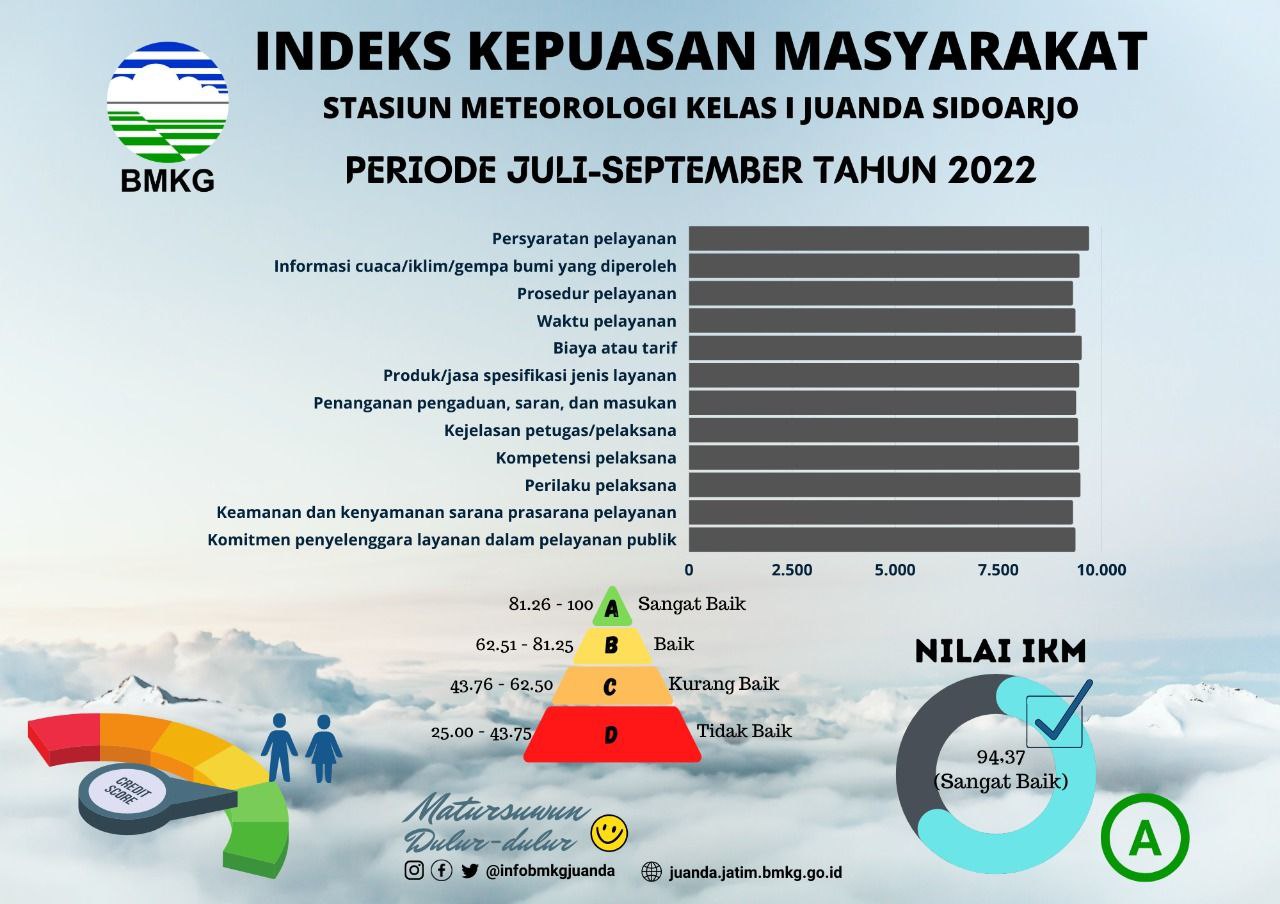 INDEKS KEPUASAN MASYARAKAT
STASIUN METEOROLOGI KELAS I JUANDA SIDOARJO
PERIODE JULI-SEPTEMBER TAHUN 2022
BMKG
Persyaratan pelayanan
Informasi cuaca/iklim/gempa bumi yang diperoleh
Prosedur pelayanan
Waktu pelayanan
Biaya atau tarif
Produk/jasa spesifikasi jenis layanan
Penanganan pengaduan, saran, dan masukan
Kejelasan petugas/pelaksana
Kompetensi pelaksana
Perilaku pelaksana
Keamanan dan kenyamanan sarana prasarana pelayanan
Komitmen penyelenggara layanan dalam pelayanan publik
0 2.500 5.000 7.500 10.000
81.26 - 100 A Sangat Baik
62.51 - 81.25 B Baik
43.76 - 62.50 C Kurang Baik
25.00 - 43.75 D Tidak Baik
CREDIT
SCORE
NILAI IKM
94,37
(Sangat Baik)
A
Matursuwun
Dulur-dulur
@infobmkgjuanda juanda.jatim.bmkg.go.id